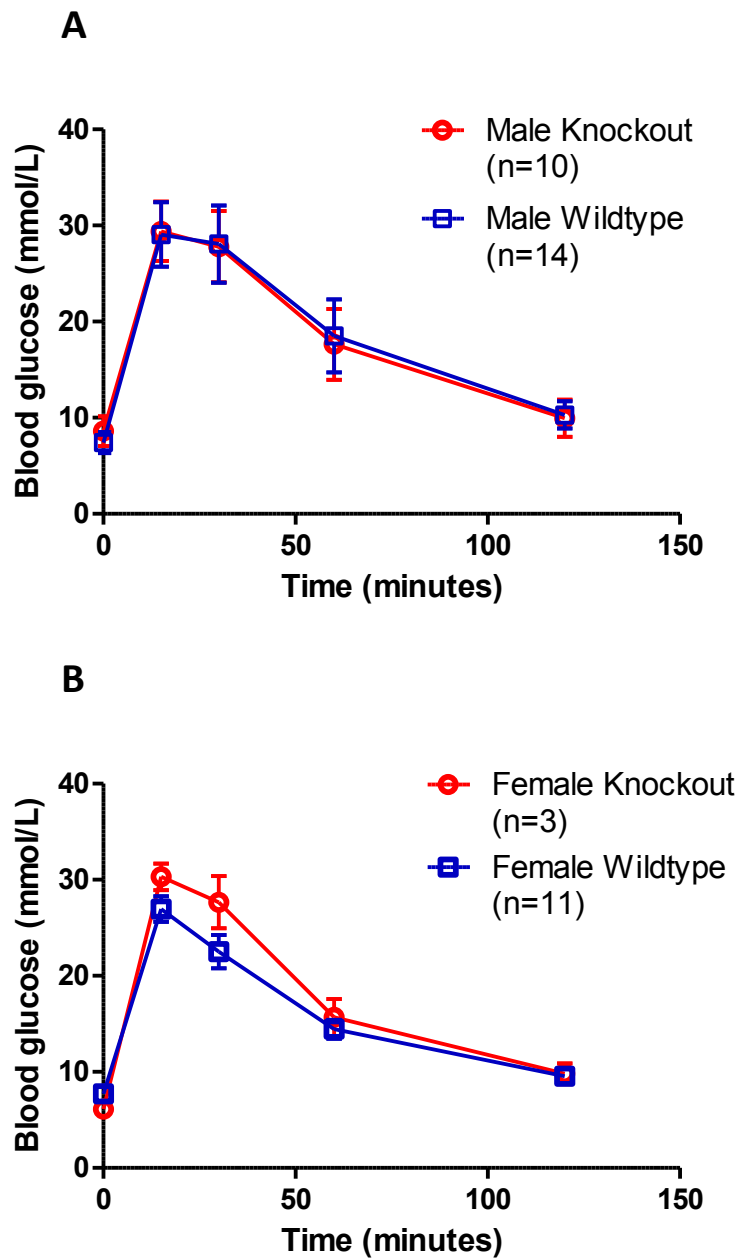 A
Blood glucose (mmol/L)
40
30
20
10
0
Male Knockout
(n=10)
Male Wildtype
(n=14)
0
50
100
150
Time (minutes)
B
Blood glucose (mmol/L)
40
30
20
10
0
Female Knockout
(n=3)
Female Wildtype
(n=11)
0
50
100
150
Time (minutes)